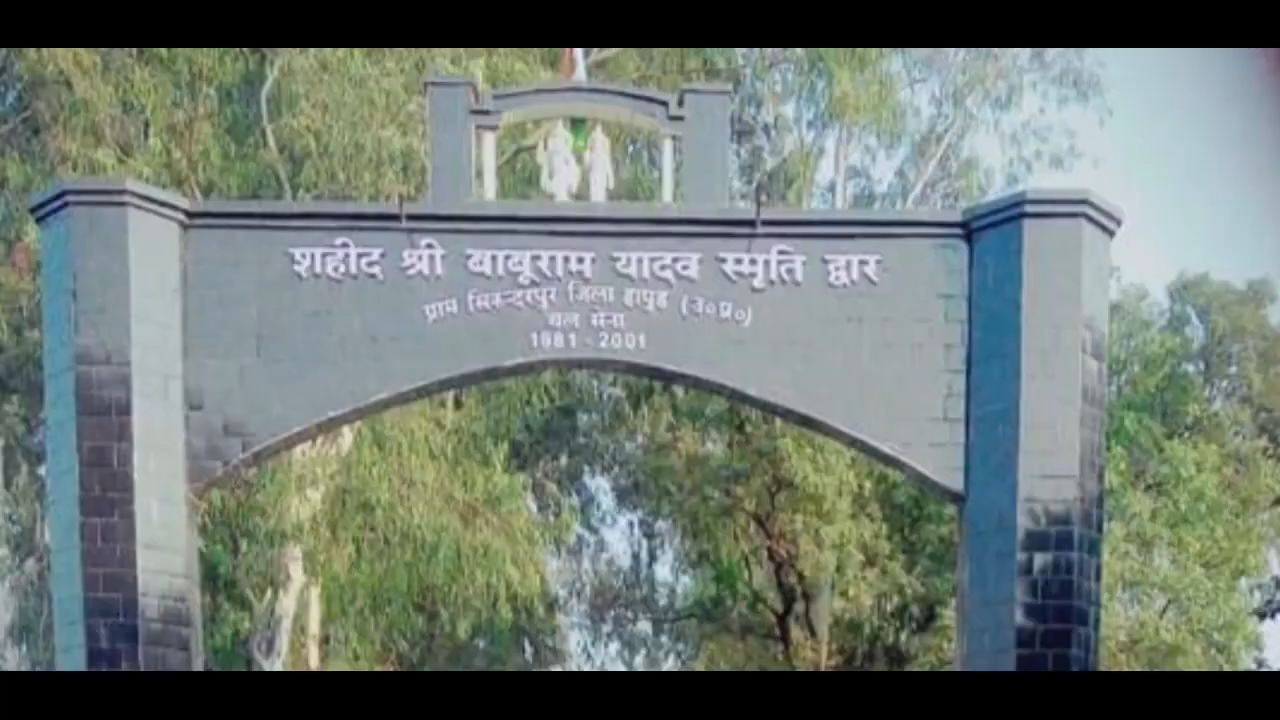 शहीद श्री बाबूराम यादव स्मृति द्वार
ग्राम सिकन्दरपुर जिला हापुड़ (उ०प्र०)
थल सेना
1981 - 2001